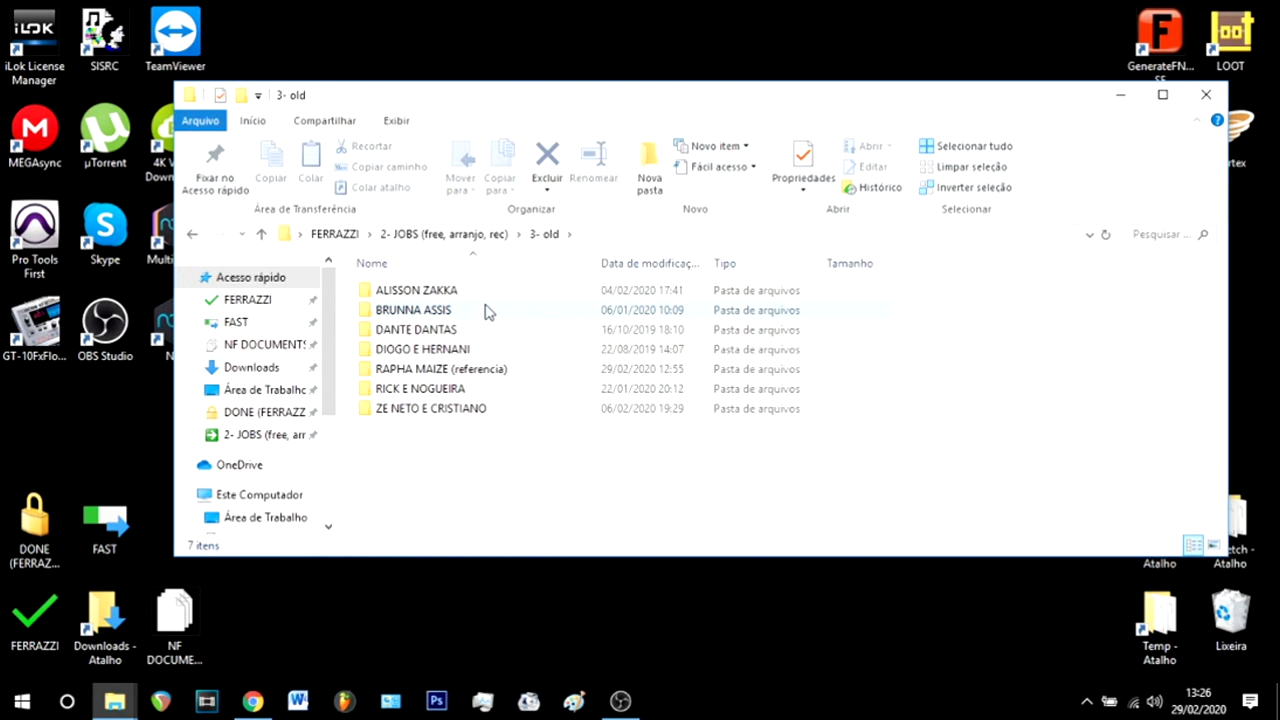 iLOK
iLok License Manager
SISRC
TeamViewer
GenerateFN...
LOOT
MEGAsync
µTorrent
Pro Tools First
Skype
GT-10FxFlo...
OBS Studio
3- old
Arquivo Início Compartilhar Exibir
Fixar no Acesso rápido
Copiar
Colar
Recortar
Copiar caminho
Colar atalho
Área de Transferência
Mover para
Copiar para
Excluir
Renomear
Organizar
Nova pasta
Novo item
Fácil acesso
Novo
Propriedades
Abrir
Editar
Histórico
Abrir
Selecionar tudo
Limpar seleção
Inverter seleção
Selecionar
FERRAZZI > 2- JOBS (free, arranjo, rec) > 3- old >
Pesquisar ...
Nome Data de modificaç... Tipo Tamanho
ALISSON ZAKKA 04/02/2020 17:41 Pasta de arquivos
BRUNNA ASSIS 06/01/2020 10:09 Pasta de arquivos
DANTE DANTAS 16/10/2019 18:10 Pasta de arquivos
DIOGO E HERNANI 22/08/2019 14:07 Pasta de arquivos
RAPHA MAIZE (referencia) 29/02/2020 12:55 Pasta de arquivos
RICK E NOGUEIRA 22/01/2020 20:12 Pasta de arquivos
ZE NETO E CRISTIANO 06/02/2020 19:29 Pasta de arquivos
Acesso rápido
FERRAZZI
FAST
NF DOCUMENTS
Downloads
Área de Trabalho
DONE (FERRAZZ
2- JOBS (free, arr
OneDrive
Este Computador
Área de Trabalho
7 itens
DONE (FERRAZ...
FAST
FERRAZZI
Downloads - Atalho
NF DOCUME...
Atalho
Atalho
Temp - Atalho
Lixeira
Ps
13:26
29/02/2020